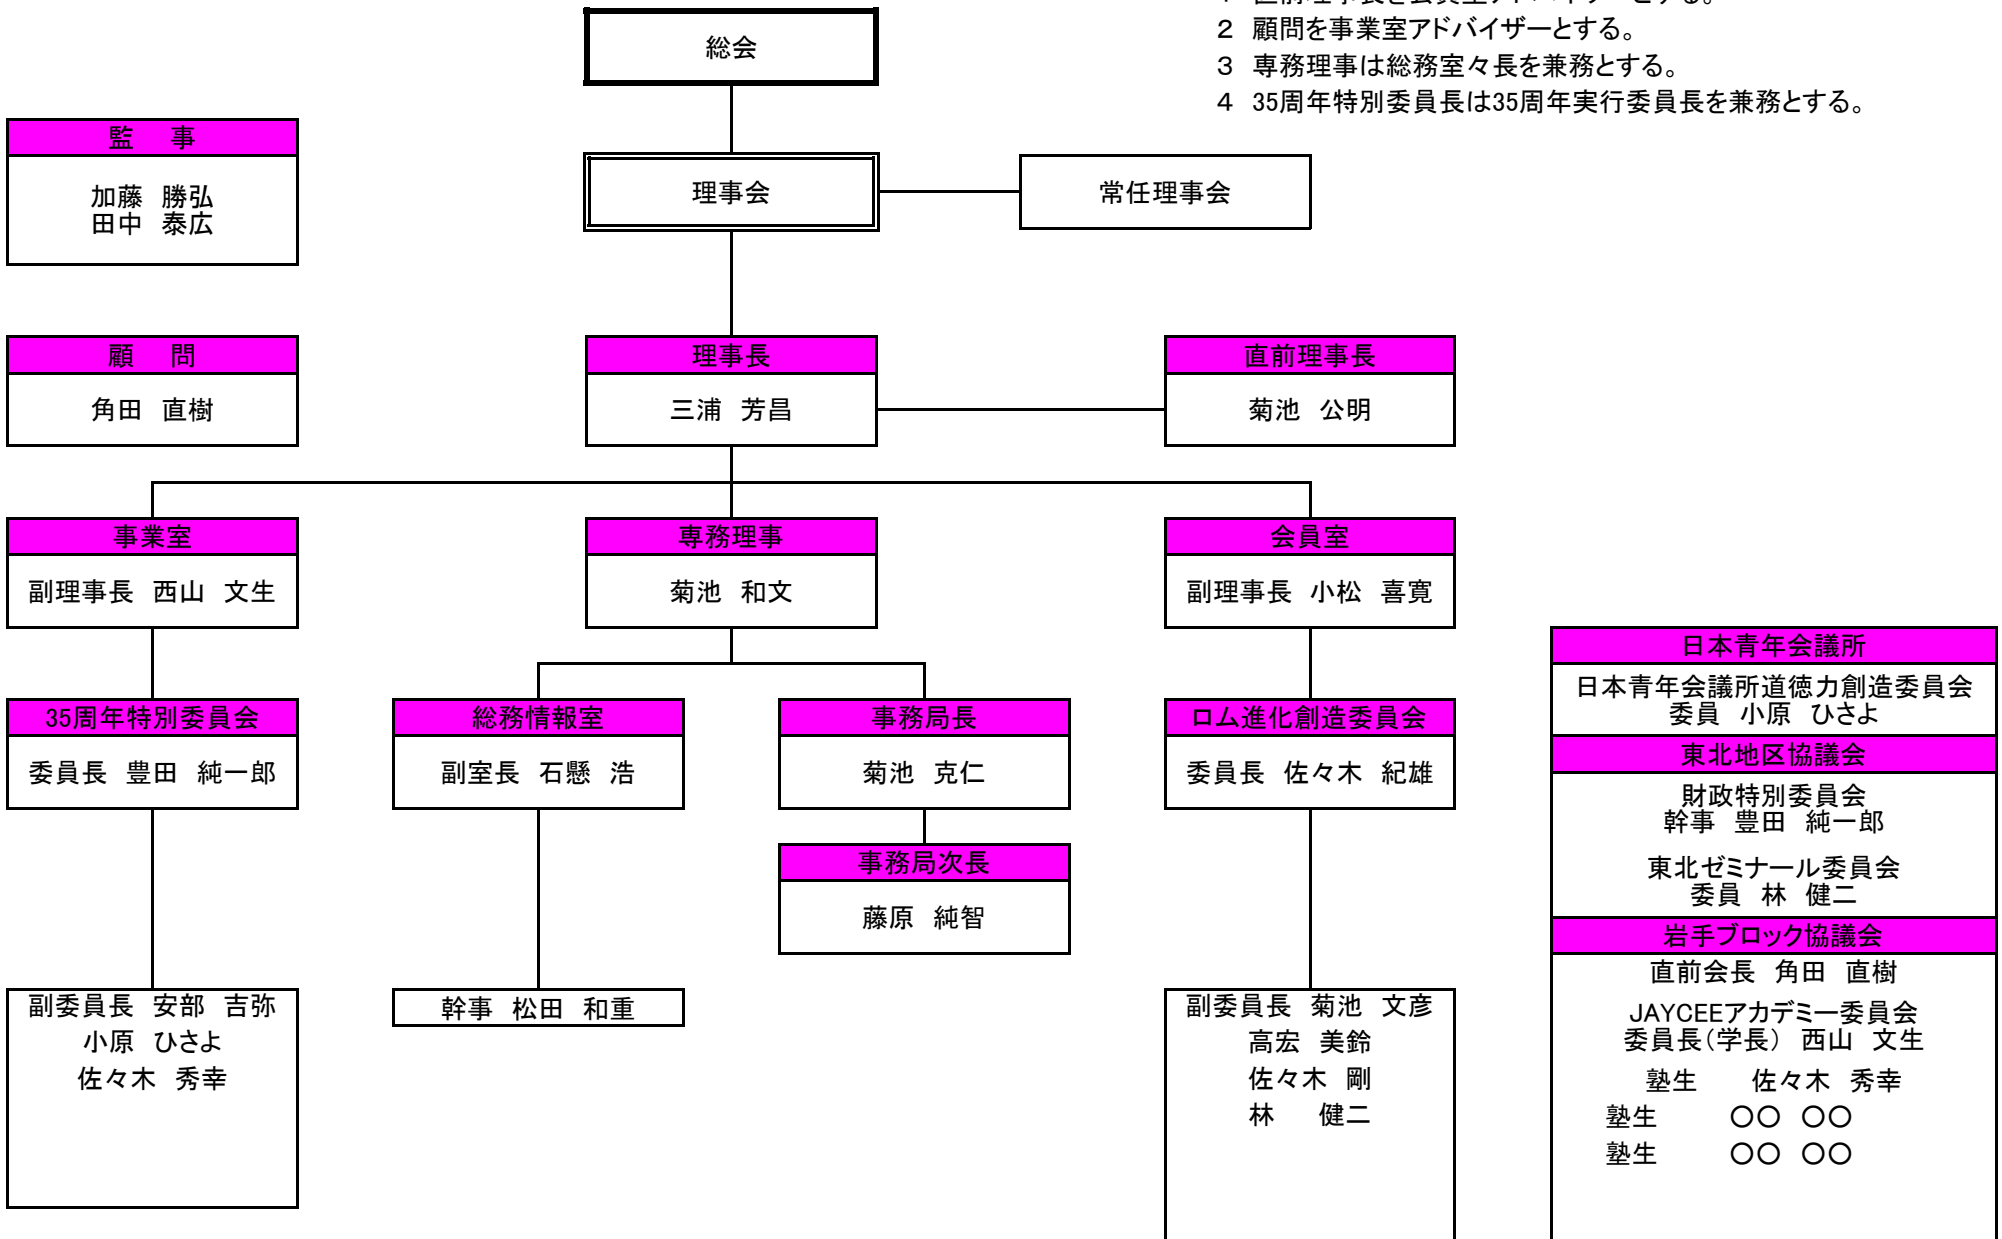 総会
2 顧問を事業室アドバイザーとする。
3 専務理事は総務室々長を兼務とする。
4 35周年特別委員長は35周年実行委員長を兼務とする。
監 事
加藤 勝弘
田中 泰広
理事会
常任理事会
顧 問
角田 直樹
理事長
三浦 芳昌
直前理事長
菊池 公明
事業室
副理事長 西山 文生
専務理事
菊池 和文
会員室
副理事長 小松 喜寛
35周年特別委員会
委員長 豊田 純一郎
総務情報室
副室長 石懸 浩
事務局長
菊池 克仁
事務局次長
藤原 純智
ロム進化創造委員会
委員長 佐々木 紀雄
副委員長 安部 吉弥
小原 ひさよ
佐々木 秀幸
幹事 松田 和重
副委員長 菊池 文彦
高宏 美鈴
佐々木 剛
林 健二
日本青年会議所
日本青年会議所道徳力創造委員会
委員 小原 ひさよ
東北地区協議会
財政特別委員会
幹事 豊田 純一郎
東北ゼミナール委員会
委員 林 健二
岩手ブロック協議会
直前会長 角田 直樹
JAYCEEアカデミー委員会
委員長(学長) 西山 文生
塾生 佐々木 秀幸
塾生 〇〇 〇〇
塾生 〇〇 〇〇